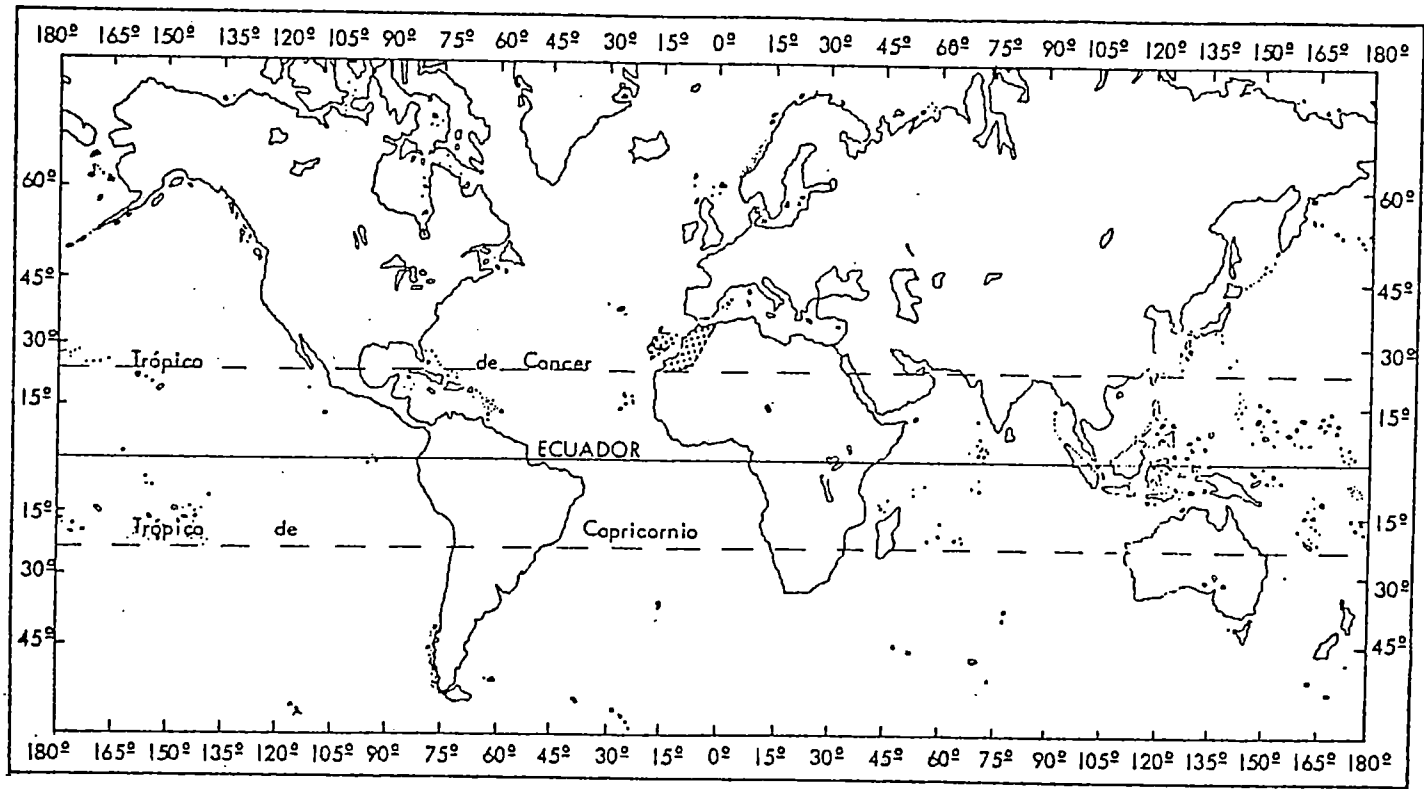 180º 165º 150º 135º 120º 105º 90º 75º 60º 45º 30º 15º 0º 15º 30º 45º 66º 75º 90º 105º 120º 135º 150º 165º 180º
60º 60º
45º 45º
30º 30º
Trópico de Cancer
15º 15º
ECUADOR
15º 15º
Trópico de Capricornio
30º 30º
45º 45º
180º 165º 150º 135º 120º 105º 90º 75º 60º 45º 30º 15º 0º 15º 30º 45º 60º 75º 90º 105º 120º 135º 150º 165º 180º